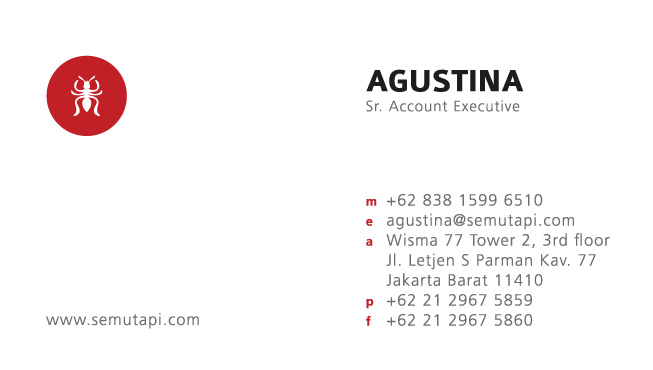 AGUSTINA
Sr. Account Executive
m +62 838 1599 6510
e agustina@semutapi.com
a Wisma 77 Tower 2, 3rd floor
Jl. Letjen S Parman Kav. 77
Jakarta Barat 11410
p +62 21 2967 5859
f +62 21 2967 5860
www.semutapi.com